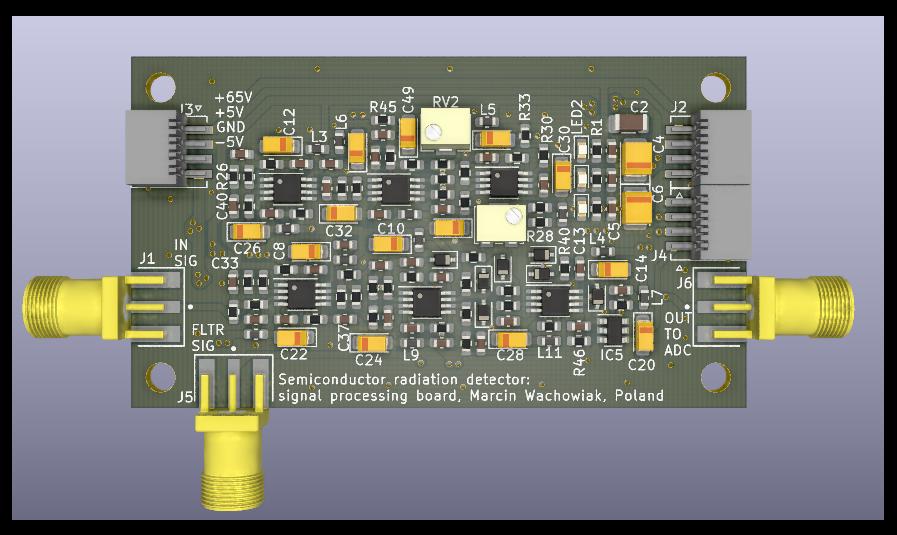 +65V
+5V
GND
-5V
J3
C12
L3
L6
R45
C49
RV2
L5
R33
R30
C30
LED2
R1
C2
J2
C4
R26
C40
C26
C33
C32
C8
C10
R28
R40
C13
L4
C5
C6
J4
C14
IN
SIG
J1
J6
L7
OUT
TO
ADC
FLTR
SIG
C22
C37
C24
L9
C28
L11
R46
IC5
C20
J5
Semiconductor radiation detector:
signal processing board, Marcin Wachowiak, Poland